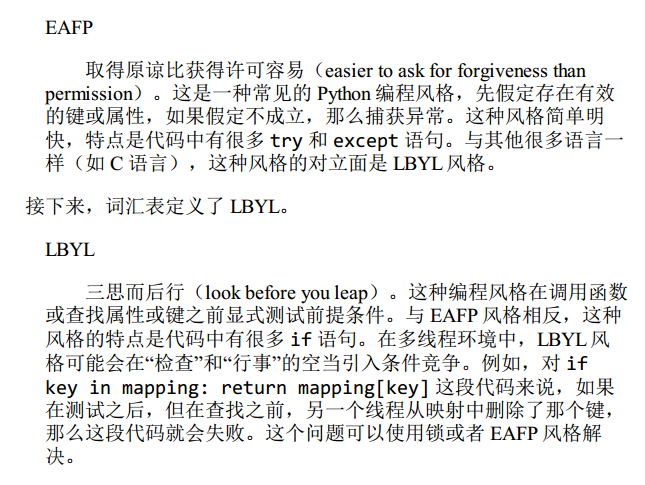 EAFP
取得原谅比获得许可容易（easier to ask for forgiveness than
permission）。这是一种常见的 Python 编程风格，先假定存在有效
的键或属性，如果假定不成立，那么捕获异常。这种风格简单明
快，特点是代码中有很多 try 和 except 语句。与其他很多语言一
样（如 C 语言），这种风格的对立面是 LBYL 风格。
接下来，词汇表定义了 LBYL。
LBYL
三思而后行（look before you leap）。这种编程风格在调用函数
或查找属性或键之前显式测试前提条件。与 EAFP 风格相反，这种
风格的特点是代码中有很多 if 语句。在多线程环境中，LBYL 风
格可能会在“检查”和“行事”的空当引入条件竞争。例如，对 if
key in mapping: return mapping[key] 这段代码来说，如果
在测试之后，但在查找之前，另一个线程从映射中删除了那个键，
那么这段代码就会失败。这个问题可以使用锁或者 EAFP 风格解
决。